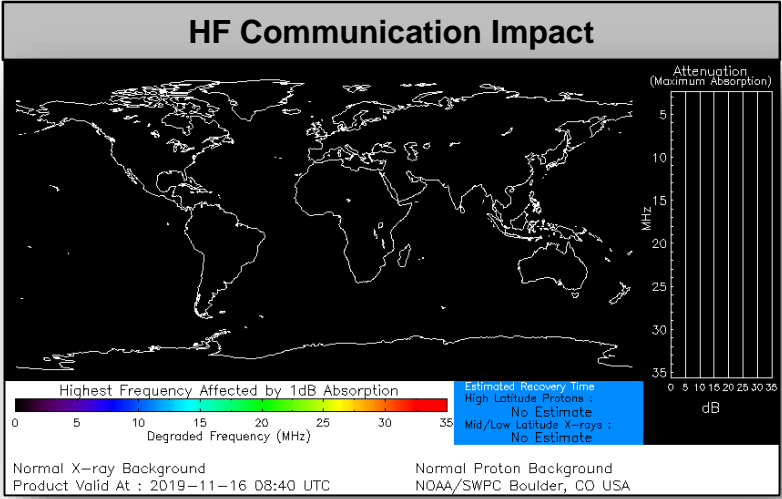 HF Communication Impact
Attenuation
(Maximum Absorption)
5
10
15
20
25
30
35
MHz
0 5 10 15 20 25 30 35
dB
Highest Frequency Affected by 1dB Absorption
0 5 10 15 20 25 30 35
Degraded Frequency (MHz)
Estimated Recovery Time
High Latitude Protons :
No Estimate
Mid/Low Latitude X-rays :
No Estimate
Normal X-ray Background
Normal Proton Background
Product Valid At : 2019-11-16 08:40 UTC
NOAA/SWPC Boulder, CO USA